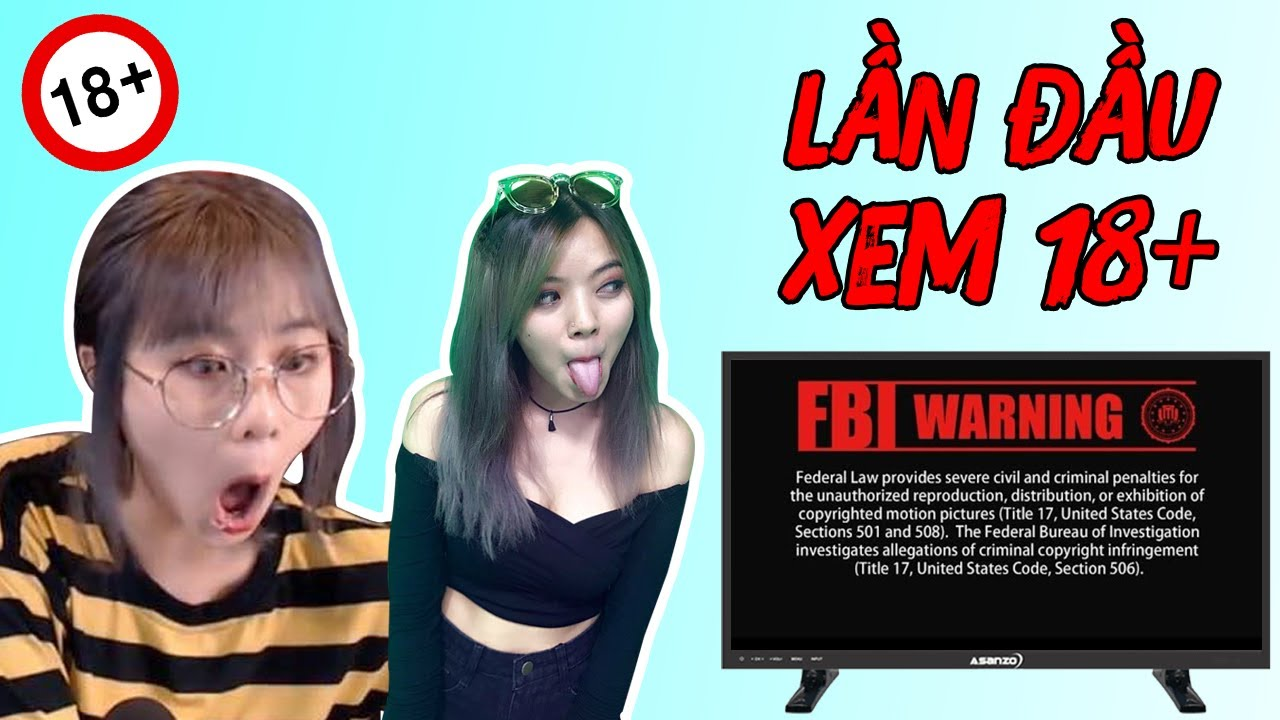 18+
LẦN ĐẦU
XEM 18+
FBI WARNING
Federal Law provides severe civil and criminal penalties for
the unauthorized reproduction, distribution, or exhibition of
copyrighted motion pictures (Title 17, United States Code,
Sections 501 and 508). The Federal Bureau of Investigation
investigates allegations of criminal copyright infringement
(Title 17, United States Code, Section 506).
MENU INPUT
ASANZO